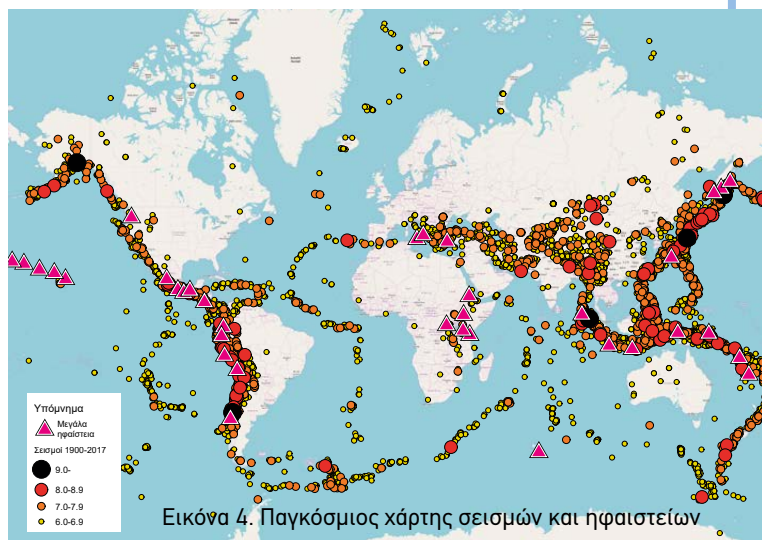 Υπόμνημα
Μεγάλα
ηφαίστεια
Σεισμοί 1900-2017
9.0-
8.0-8.9
7.0-7.9
6.0-6.9
Εικόνα 4. Παγκόσμιος χάρτης σεισμών και ηφαιστείων